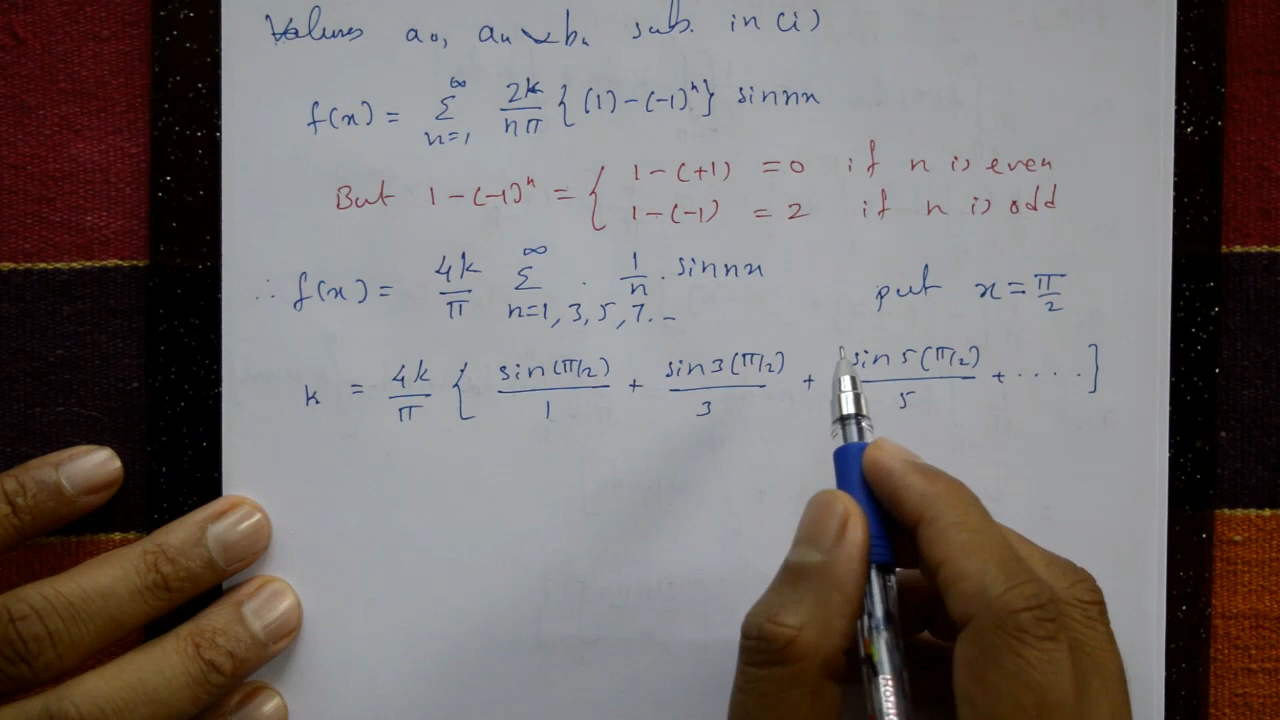 Values a₀, aₙ & bₙ sub. in (i)
f(x) = ∑_{n=1}^{∞} 2k/nπ {(1)-(-1)ⁿ} sin nx
But 1-(-1)ⁿ = { 1-(+1) = 0 if n is even
1-(-1) = 2 if n is odd
∴ f(x) = 4k/π ∑_{n=1,3,5,7..}^{∞} . 1/n . sin nx put x = π/2
k = 4k/π { sin(π/2)/1 + sin3(π/2)/3 + sin5(π/2)/5 + .... ]